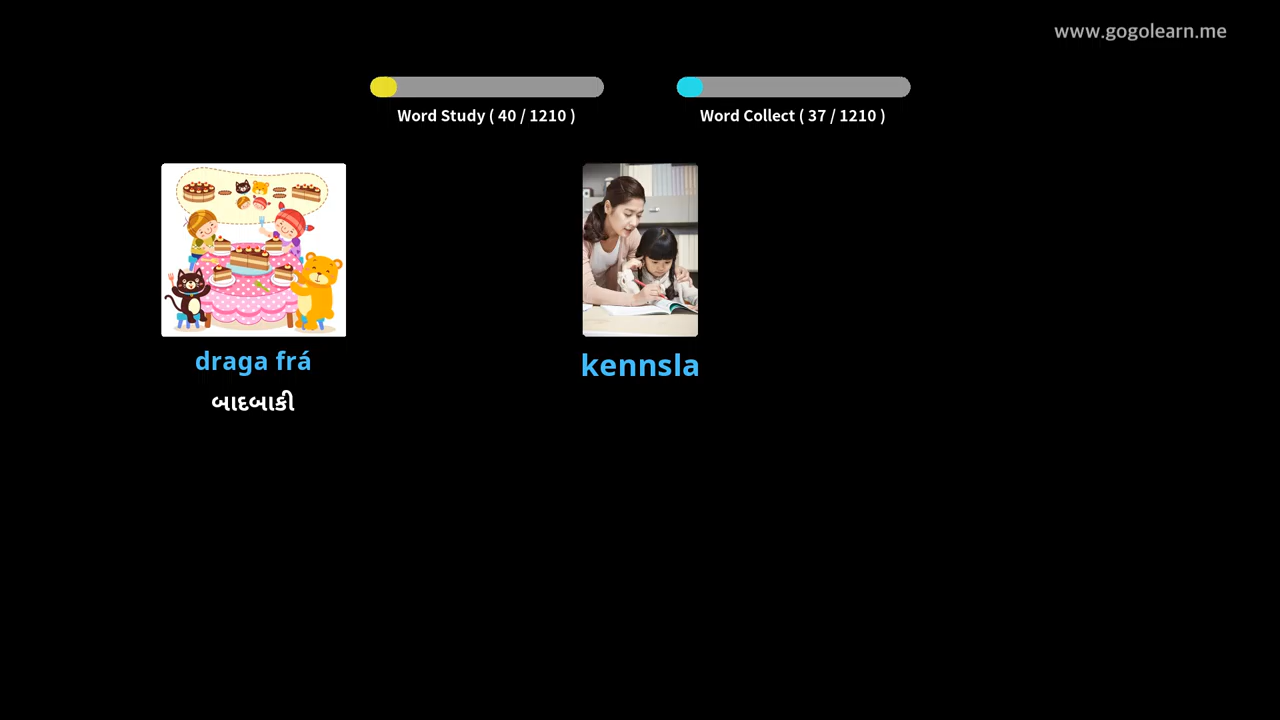 www.gogolearn.me
Word Study ( 40 / 1210 )
Word Collect ( 37 / 1210 )
draga frá
બાદબાકી
kennsla